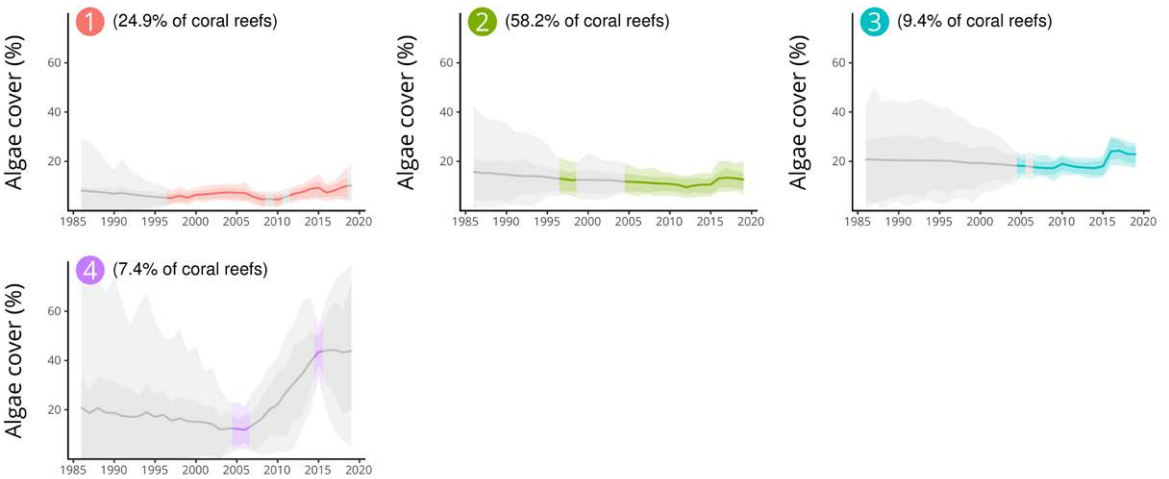 1 (24.9% of coral reefs)
Algae cover (%)
60
40
20
1985 1990 1995 2000 2005 2010 2015 2020
2 (58.2% of coral reefs)
Algae cover (%)
60
40
20
1985 1990 1995 2000 2005 2010 2015 2020
3 (9.4% of coral reefs)
Algae cover (%)
60
40
20
1985 1990 1995 2000 2005 2010 2015 2020
4 (7.4% of coral reefs)
Algae cover (%)
60
40
20
1985 1990 1995 2000 2005 2010 2015 2020